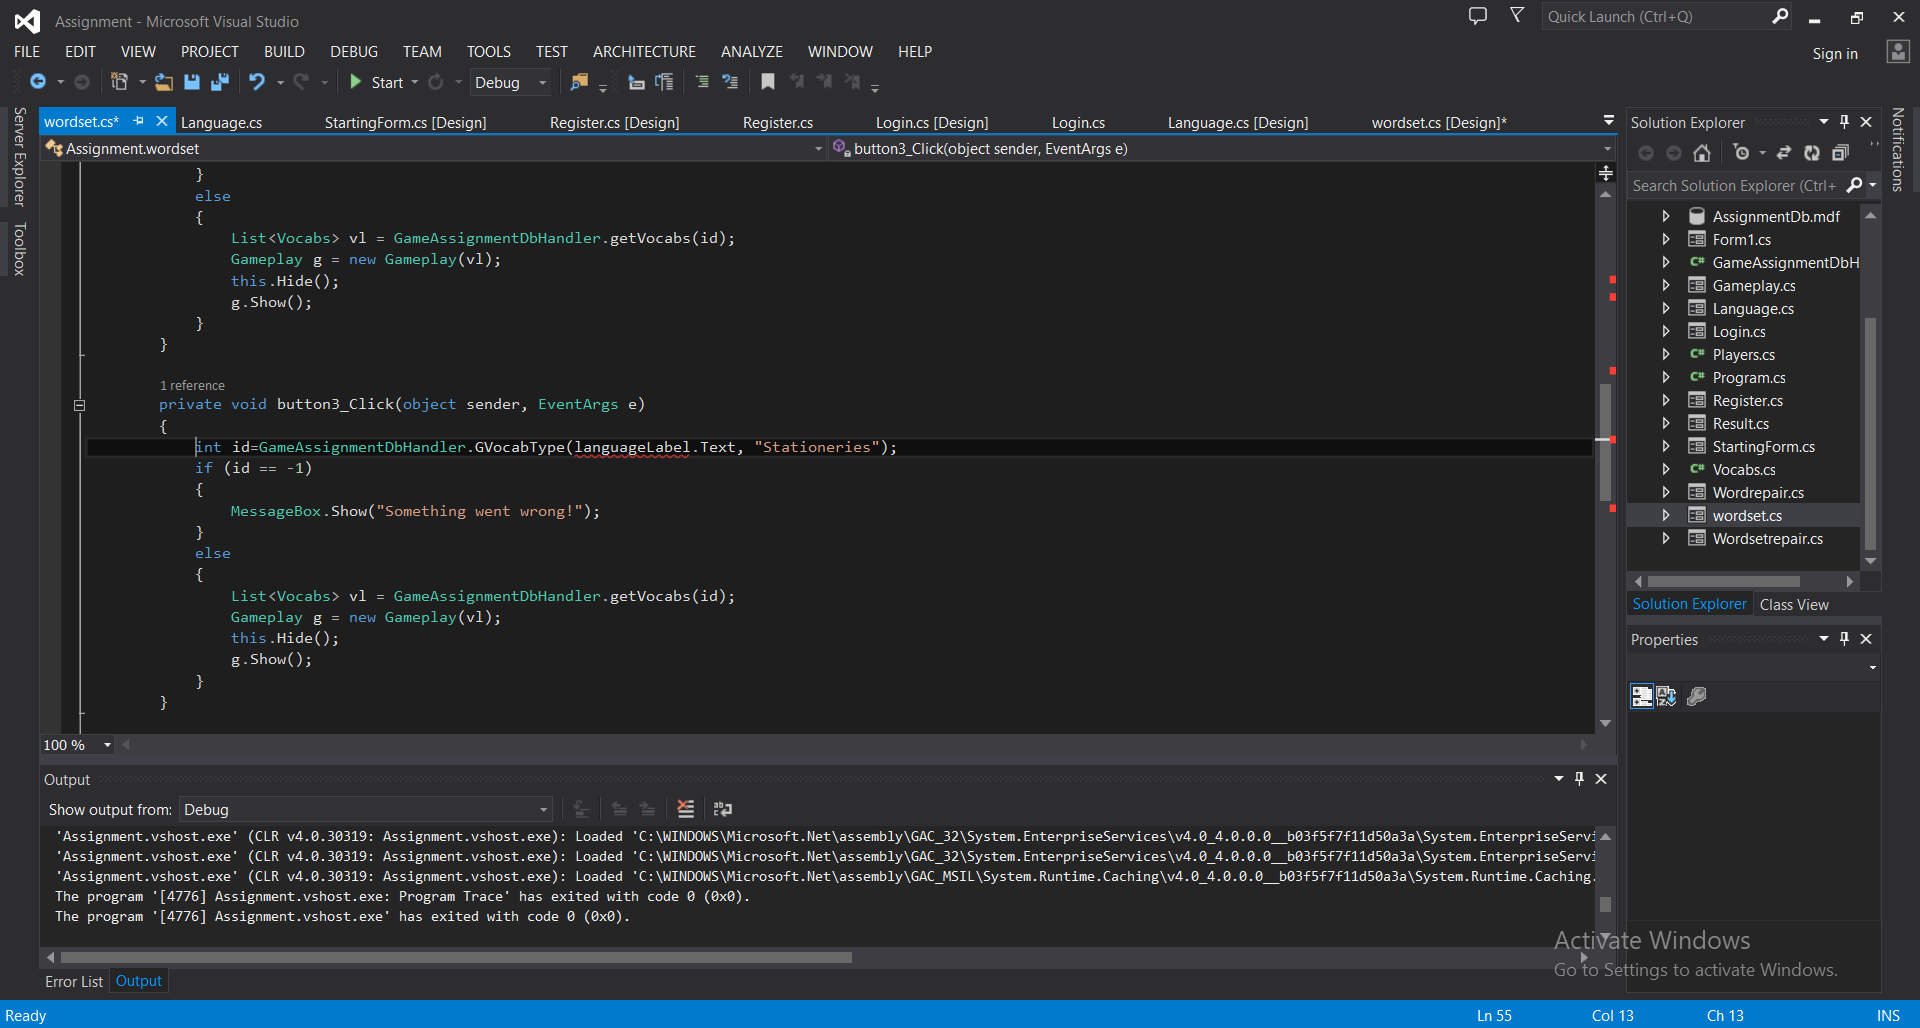 Assignment - Microsoft Visual Studio
Quick Launch (Ctrl+Q)
FILE EDIT VIEW PROJECT BUILD DEBUG TEAM TOOLS TEST ARCHITECTURE ANALYZE WINDOW HELP
Sign in
Start Debug
Server Explorer
Toolbox
wordset.cs* Language.cs StartingForm.cs [Design] Register.cs [Design] Register.cs Login.cs [Design] Login.cs Language.cs [Design] wordset.cs [Design]*
Assignment.wordset button3_Click(object sender, EventArgs e)
}
else
{
List<Vocabs> vl = GameAssignmentDbHandler.getVocabs(id);
Gameplay g = new Gameplay(vl);
this.Hide();
g.Show();
}
}
1 reference
private void button3_Click(object sender, EventArgs e)
{
int id=GameAssignmentDbHandler.GVocabType(languageLabel.Text, "Stationeries");
if (id == -1)
{
MessageBox.Show("Something went wrong!");
}
else
{
List<Vocabs> vl = GameAssignmentDbHandler.getVocabs(id);
Gameplay g = new Gameplay(vl);
this.Hide();
g.Show();
}
}
100 %
Output
Show output from: Debug
'Assignment.vshost.exe' (CLR v4.0.30319: Assignment.vshost.exe): Loaded 'C:\WINDOWS\Microsoft.Net\assembly\GAC_32\System.EnterpriseServices\v4.0_4.0.0.0__b03f5f7f11d50a3a\System.EnterpriseServi
'Assignment.vshost.exe' (CLR v4.0.30319: Assignment.vshost.exe): Loaded 'C:\WINDOWS\Microsoft.Net\assembly\GAC_32\System.EnterpriseServices\v4.0_4.0.0.0__b03f5f7f11d50a3a\System.EnterpriseServi
'Assignment.vshost.exe' (CLR v4.0.30319: Assignment.vshost.exe): Loaded 'C:\WINDOWS\Microsoft.Net\assembly\GAC_MSIL\System.Runtime.Caching\v4.0_4.0.0.0__b03f5f7f11d50a3a\System.Runtime.Caching.
The program '[4776] Assignment.vshost.exe: Program Trace' has exited with code 0 (0x0).
The program '[4776] Assignment.vshost.exe' has exited with code 0 (0x0).
Error List Output
Solution Explorer
Search Solution Explorer (Ctrl+
AssignmentDb.mdf
Form1.cs
GameAssignmentDbH
Gameplay.cs
Language.cs
Login.cs
Players.cs
Program.cs
Register.cs
Result.cs
StartingForm.cs
Vocabs.cs
Wordrepair.cs
wordset.cs
Wordsetrepair.cs
Solution Explorer Class View
Properties
Notifications
Activate Windows
Go to Settings to activate Windows.
Ready Ln 55 Col 13 Ch 13 INS